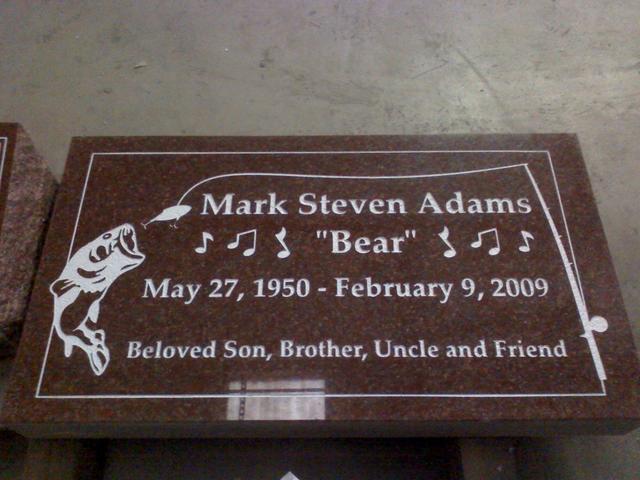 Mark Steven Adams
"Bear"
May 27, 1950 - February 9, 2009
Beloved Son, Brother, Uncle and Friend